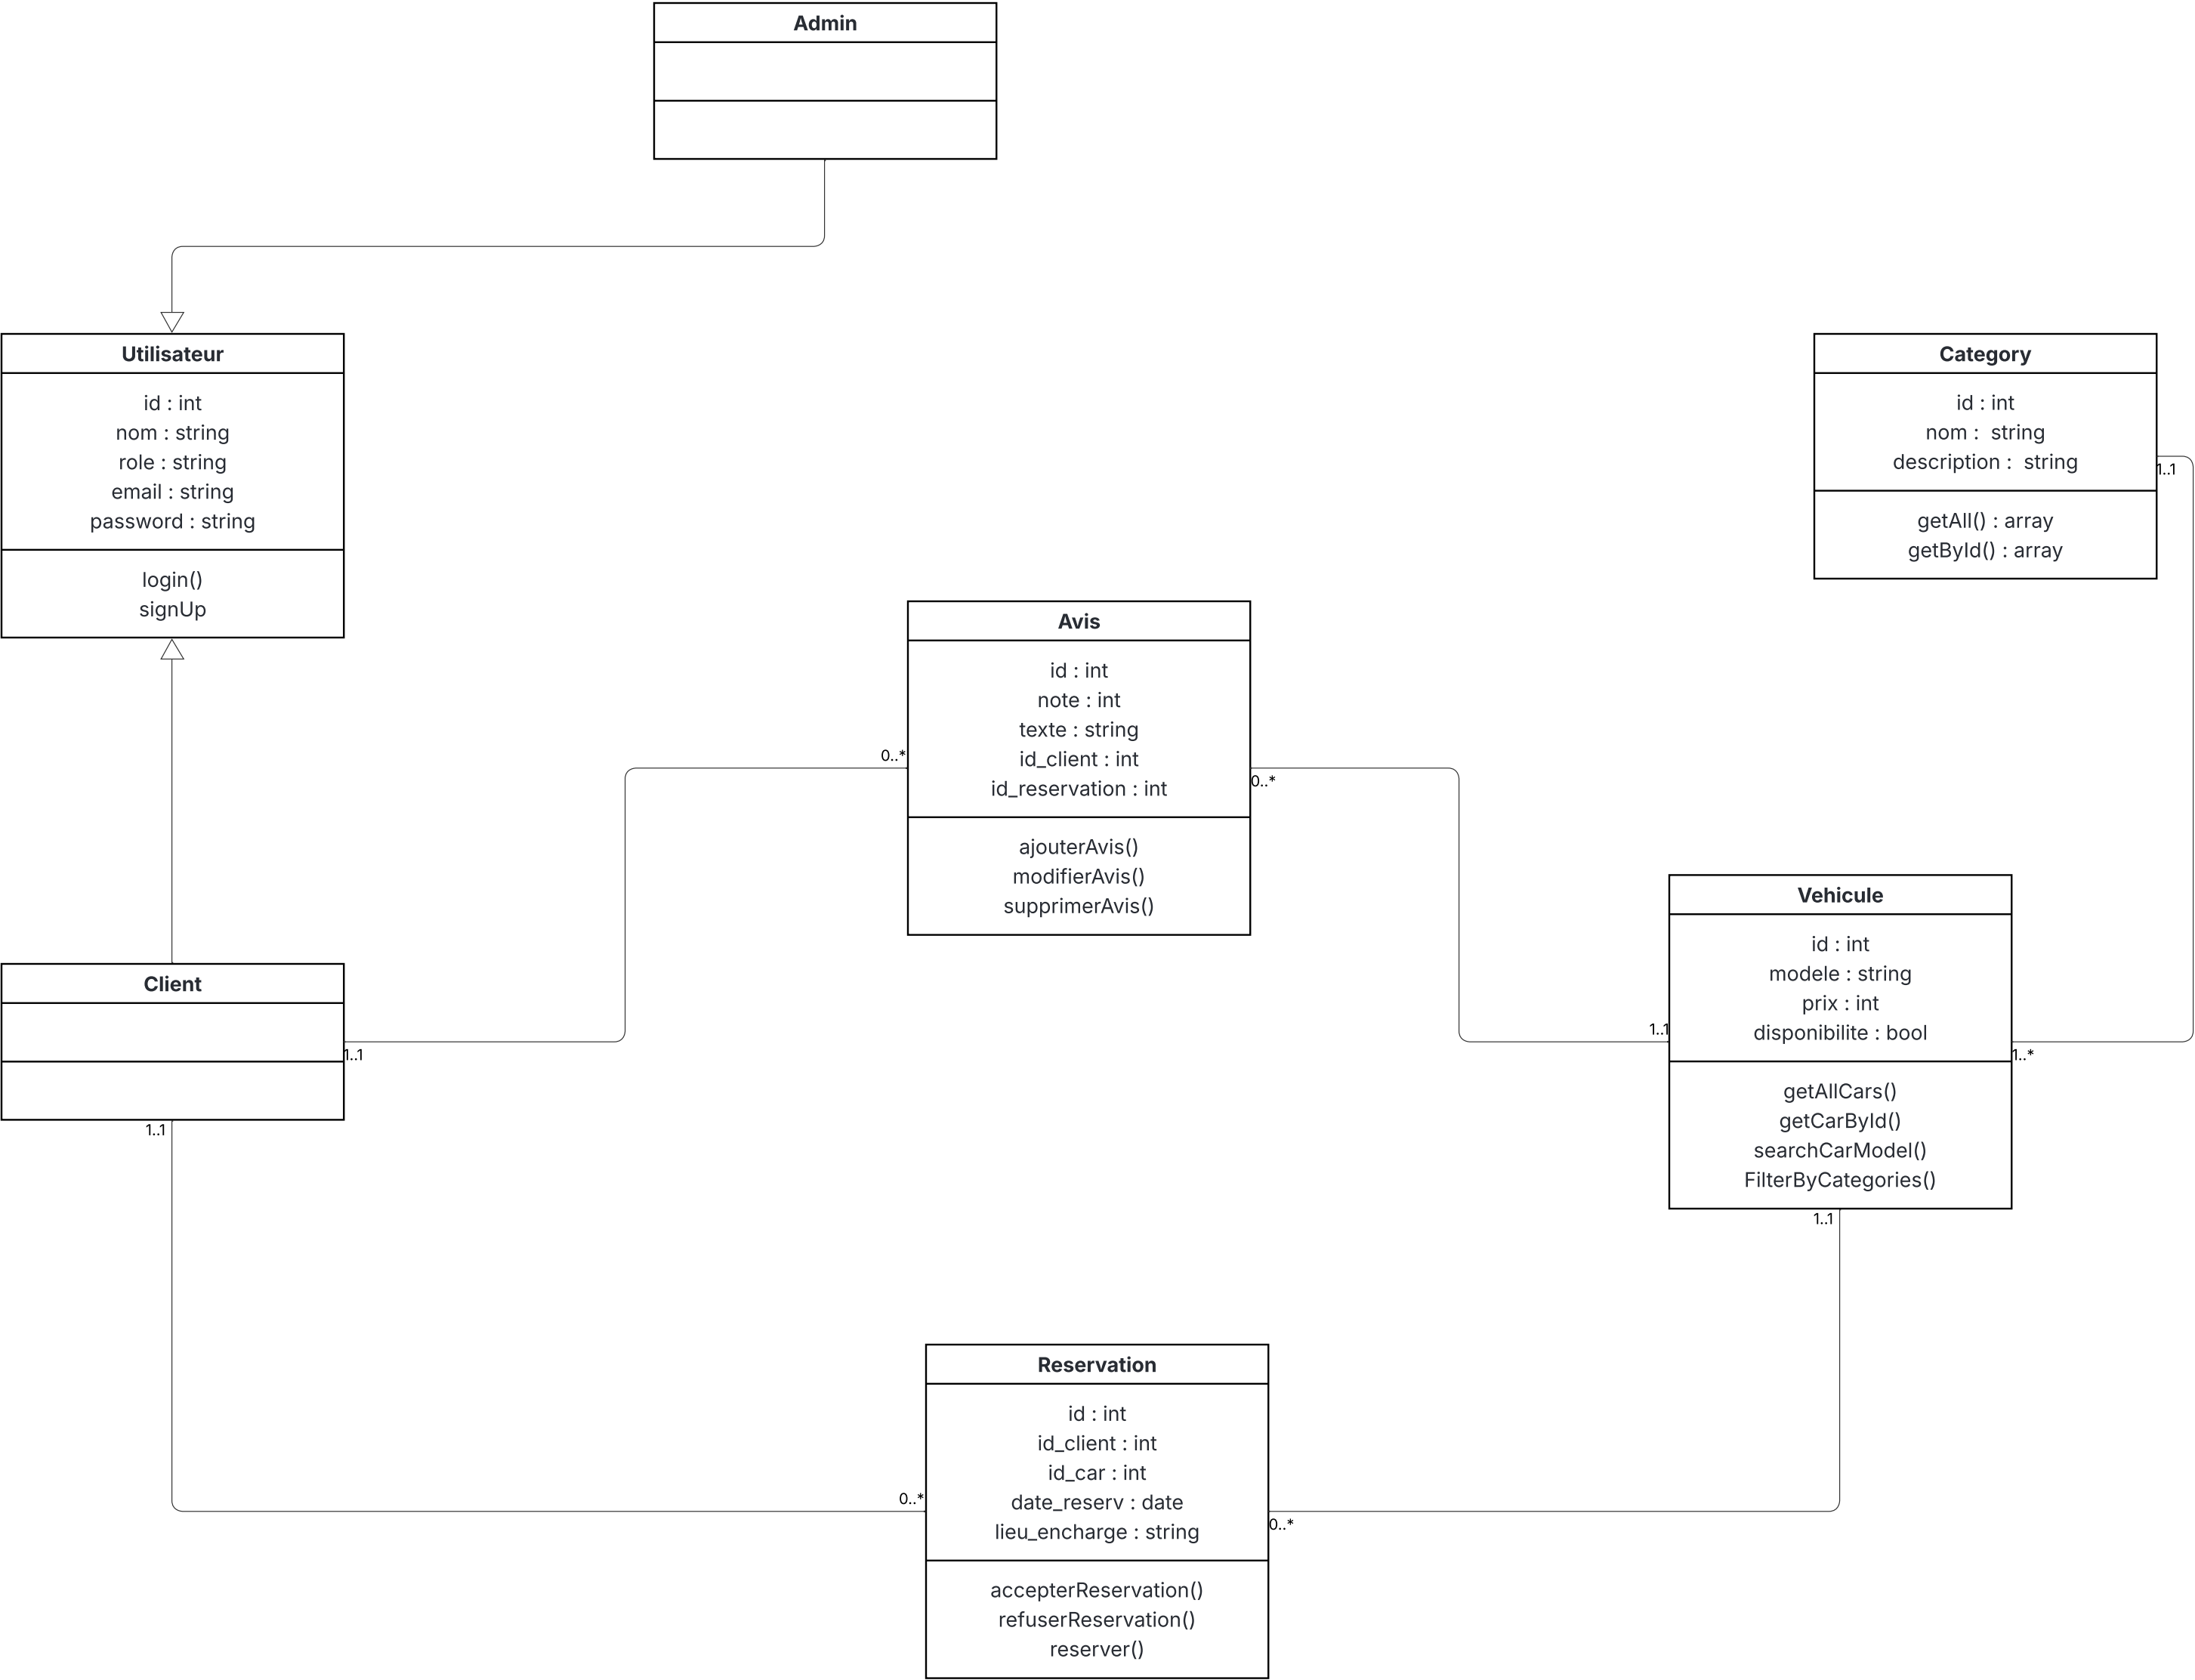 Admin
Utilisateur
id : int
nom : string
role : string
email : string
password : string
login()
signUp
Category
id : int
nom :  string
description :  string
getAll() : array
getById() : array
1..1
Avis
id : int
note : int
texte : string
id_client : int
id_reservation : int
ajouterAvis()
modifierAvis()
supprimerAvis()
0..*
0..*
Vehicule
id : int
modele : string
prix : int
disponibilite : bool
getAllCars()
getCarById()
searchCarModel()
FilterByCategories()
1..1
1..*
1..1
Client
1..1
1..1
Reservation
id : int
id_client : int
id_car : int
date_reserv : date
lieu_encharge : string
accepterReservation()
refuserReservation()
reserver()
0..*
0..*